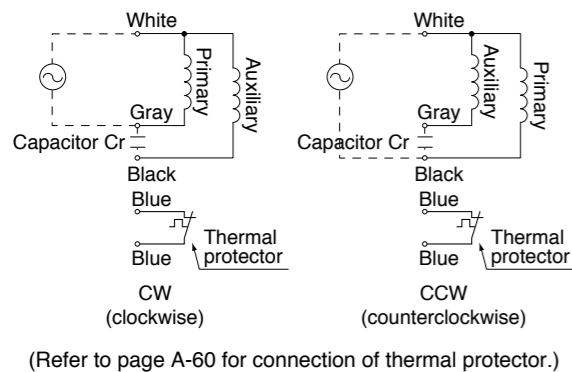 White
Primary
Auxiliary
Gray
Capacitor Cr
Black
Blue
Blue
Thermal
protector
CW
(clockwise)
White
Auxiliary
Primary
Gray
Capacitor Cr
Black
Blue
Blue
Thermal
protector
CCW
(counterclockwise)
(Refer to page A-60 for connection of thermal protector.)